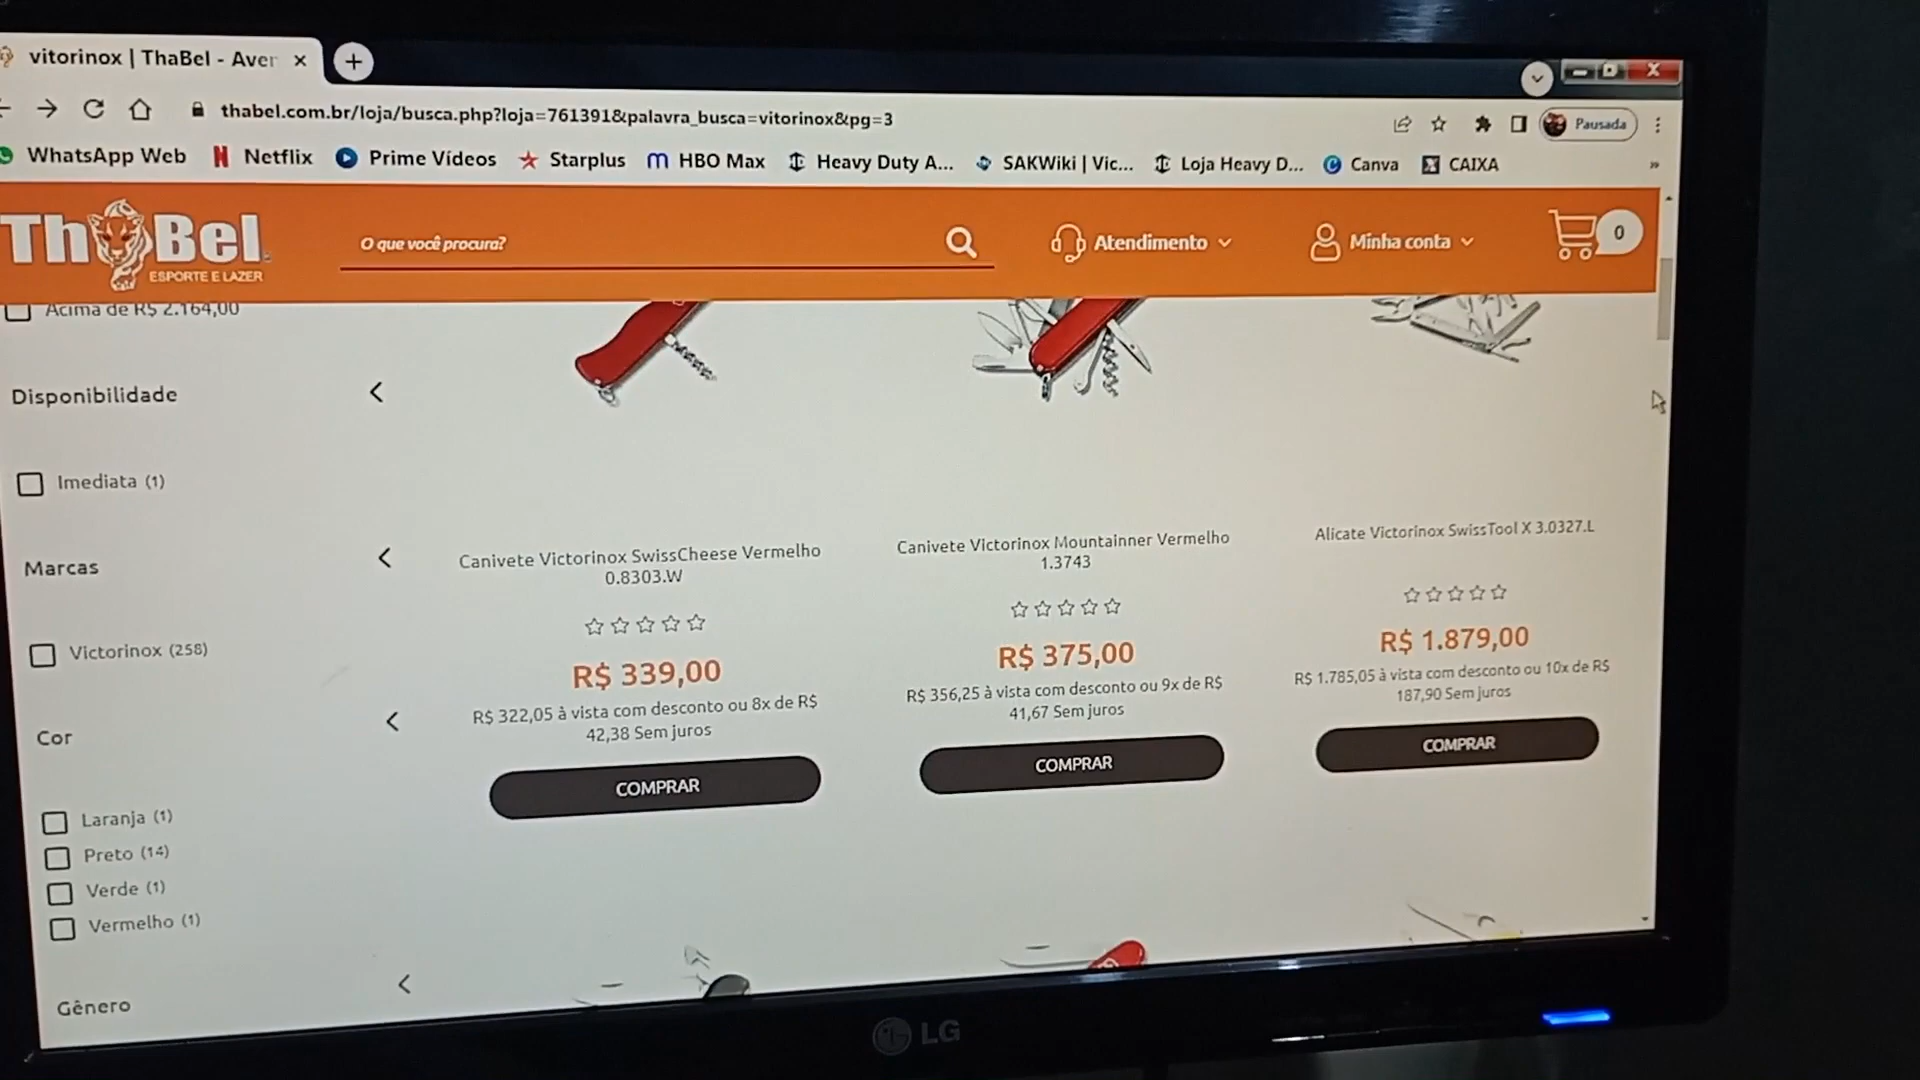 vitorinox | ThaBel - Aver
thabel.com.br/loja/busca.php?loja=761391&palavra_busca=vitorinox&pg=3
Pausada
WhatsApp Web
Netflix
Prime Vídeos
Starplus
HBO Max
Heavy Duty A...
SAKWiki | Vic...
Loja Heavy D...
Canva
CAIXA
ThaBel
ESPORTE E LAZER
O que você procura?
Atendimento
Minha conta
0
Acima de R$ 2.164,00
Disponibilidade
Imediata (1)
Marcas
Victorinox (258)
Cor
Laranja (1)
Preto (14)
Verde (1)
Vermelho (1)
Gênero
Canivete Victorinox SwissCheese Vermelho
0.8303.W
R$ 339,00
R$ 322,05 à vista com desconto ou 8x de R$
42,38 Sem juros
COMPRAR
Canivete Victorinox Mountainner Vermelho
1.3743
R$ 375,00
R$ 356,25 à vista com desconto ou 9x de R$
41,67 Sem juros
COMPRAR
Alicate Victorinox SwissTool X 3.0327.L
R$ 1.879,00
R$ 1.785,05 à vista com desconto ou 10x de R$
187,90 Sem juros
COMPRAR
LG